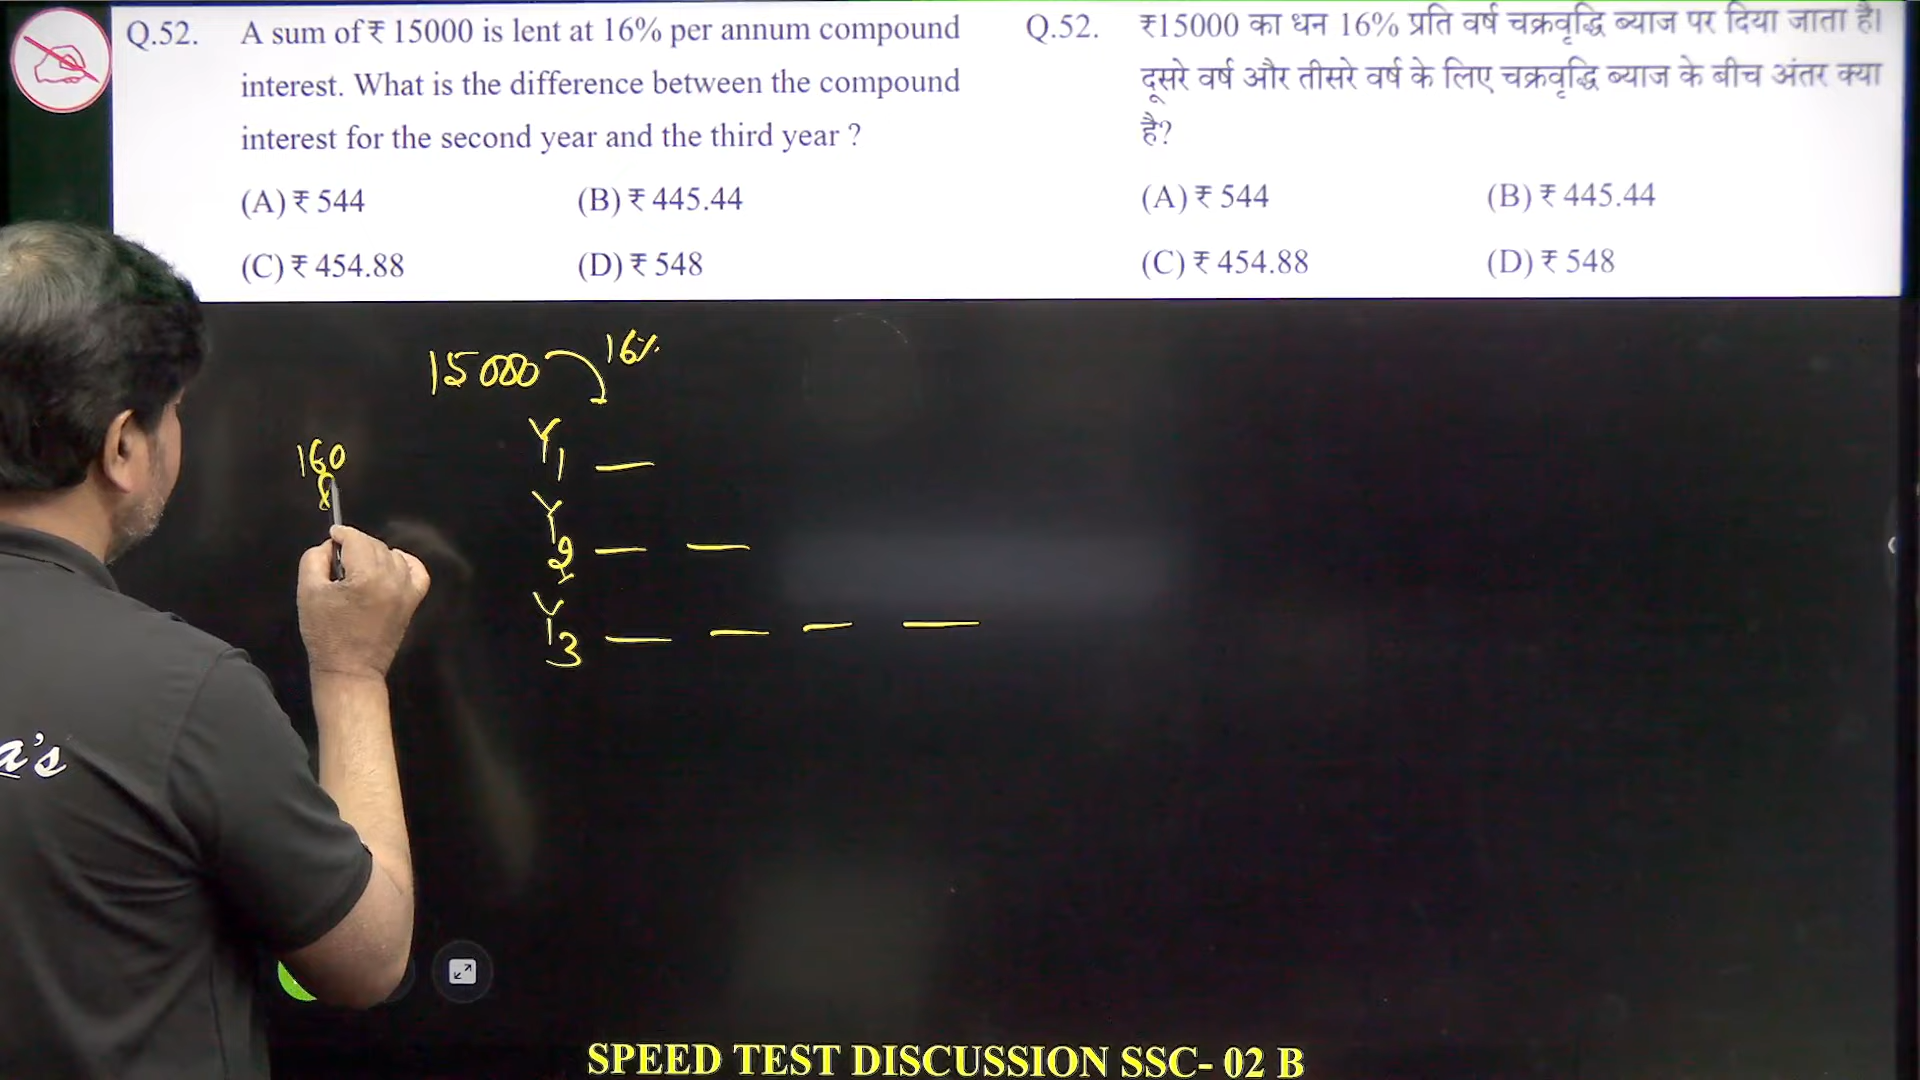 Q.52. A sum of ₹ 15000 is lent at 16% per annum compound
interest. What is the difference between the compound
interest for the second year and the third year ?
(A) ₹ 544 (B) ₹ 445.44
(C) ₹ 454.88 (D) ₹ 548
Q.52. ₹15000 का धन 16% प्रति वर्ष चक्रवृद्धि ब्याज पर दिया जाता है।
दूसरे वर्ष और तीसरे वर्ष के लिए चक्रवृद्धि ब्याज के बीच अंतर क्या
है?
(A) ₹ 544 (B) ₹ 445.44
(C) ₹ 454.88 (D) ₹ 548
15000 16%
Y1
160
Y2
Y3
a's
SPEED TEST DISCUSSION SSC- 02 B